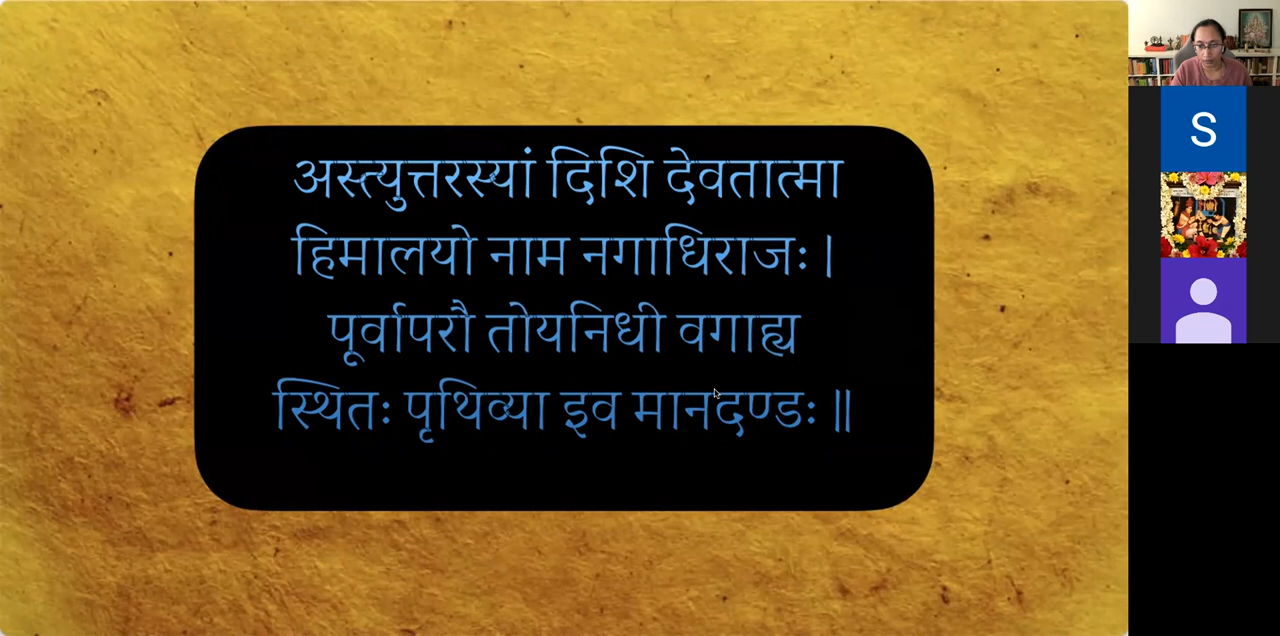 अस्त्युत्तरस्यां दिशि देवतात्मा
हिमालयो नाम नगाधिराजः |
पूर्वापरौ तोयनिधी वगाह्य
स्थितः पृथिव्या इव मानदण्डः ||
S